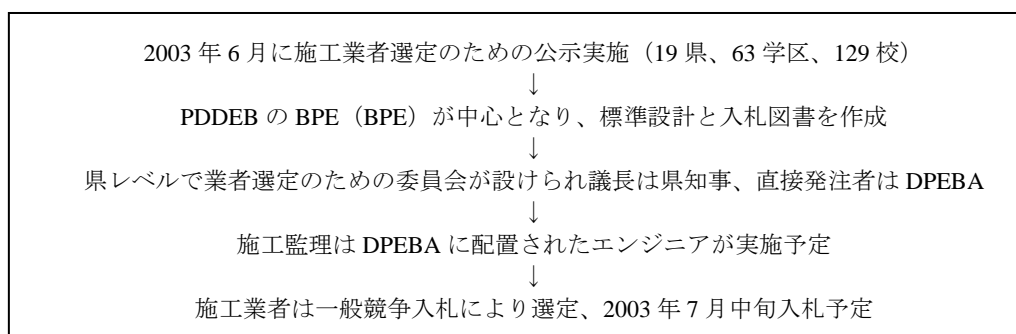 2003 年 6 月に施工業者選定のための公示実施（19 県、63 学区、129 校）
↓
PDDEB の BPE（BPE）が中心となり、標準設計と入札図書を作成
↓
県レベルで業者選定のための委員会が設けられ議長は県知事、直接発注者は DPEBA
↓
施工監理は DPEBA に配置されたエンジニアが実施予定
↓
施工業者は一般競争入札により選定、2003 年 7 月中旬入札予定